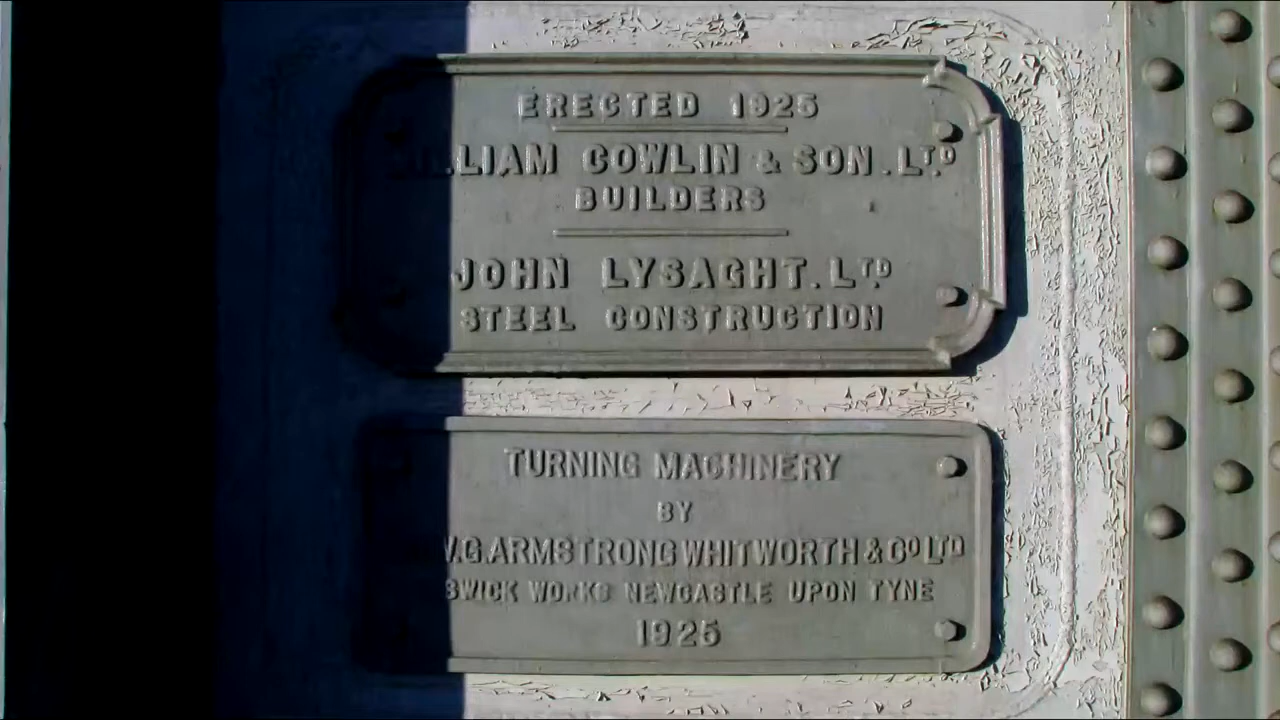 ERECTED 1925
WILLIAM COWLIN & SON. LTD
BUILDERS
JOHN LYSAGHT. LTD
STEEL CONSTRUCTION
TURNING MACHINERY
BY
W.G. ARMSTRONG WHITWORTH & CO LTD
WORKS NEWCASTLE UPON TYNE
1925